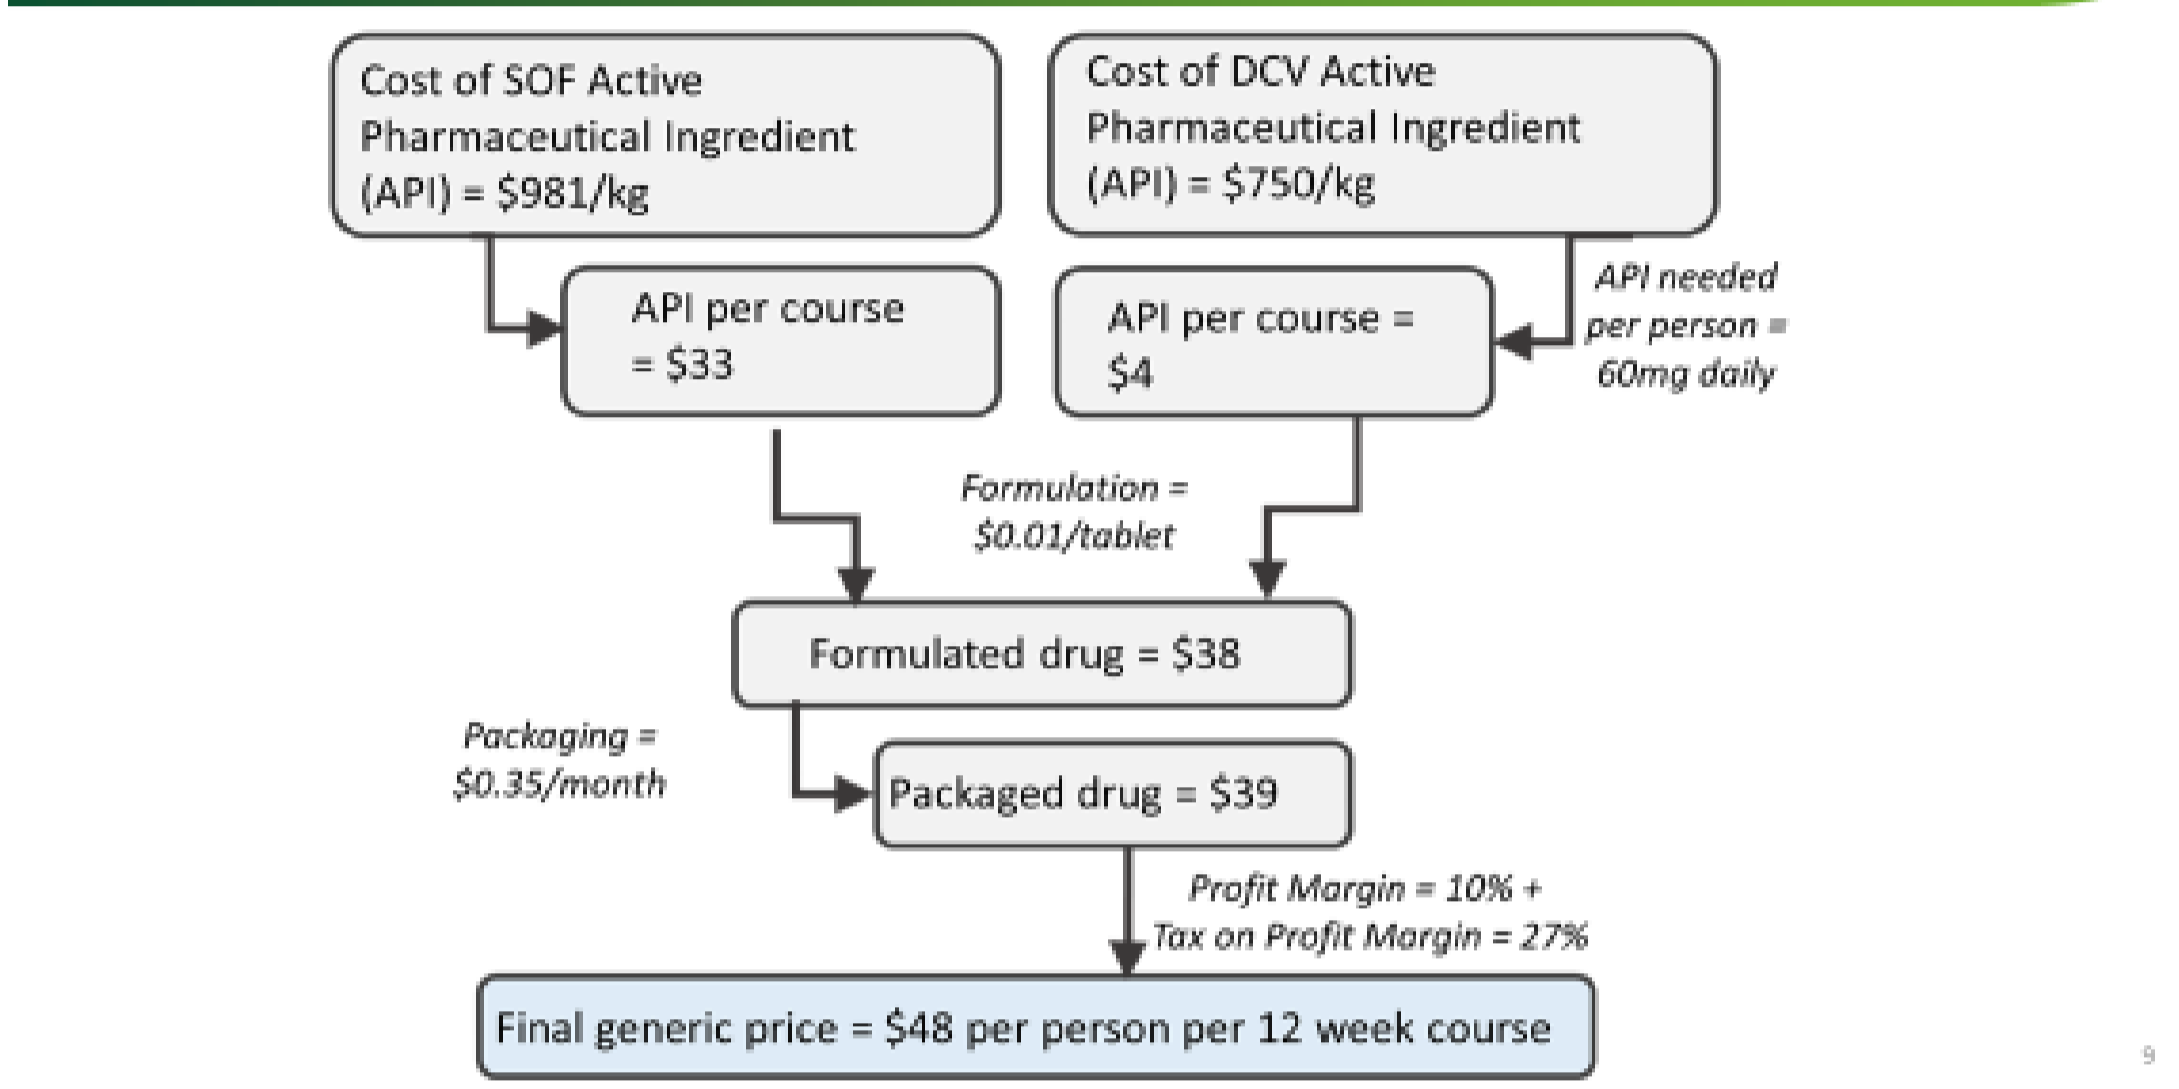 Cost of SOF Active
Pharmaceutical Ingredient
(API) = $981/kg
Cost of DCV Active
Pharmaceutical Ingredient
(API) = $750/kg
API per course
= $33
API per course =
$4
API needed
per person =
60mg daily
Formulation =
$0.01/tablet
Formulated drug = $38
Packaging =
$0.35/month
Packaged drug = $39
Profit Margin = 10% +
Tax on Profit Margin = 27%
Final generic price = $48 per person per 12 week course
9